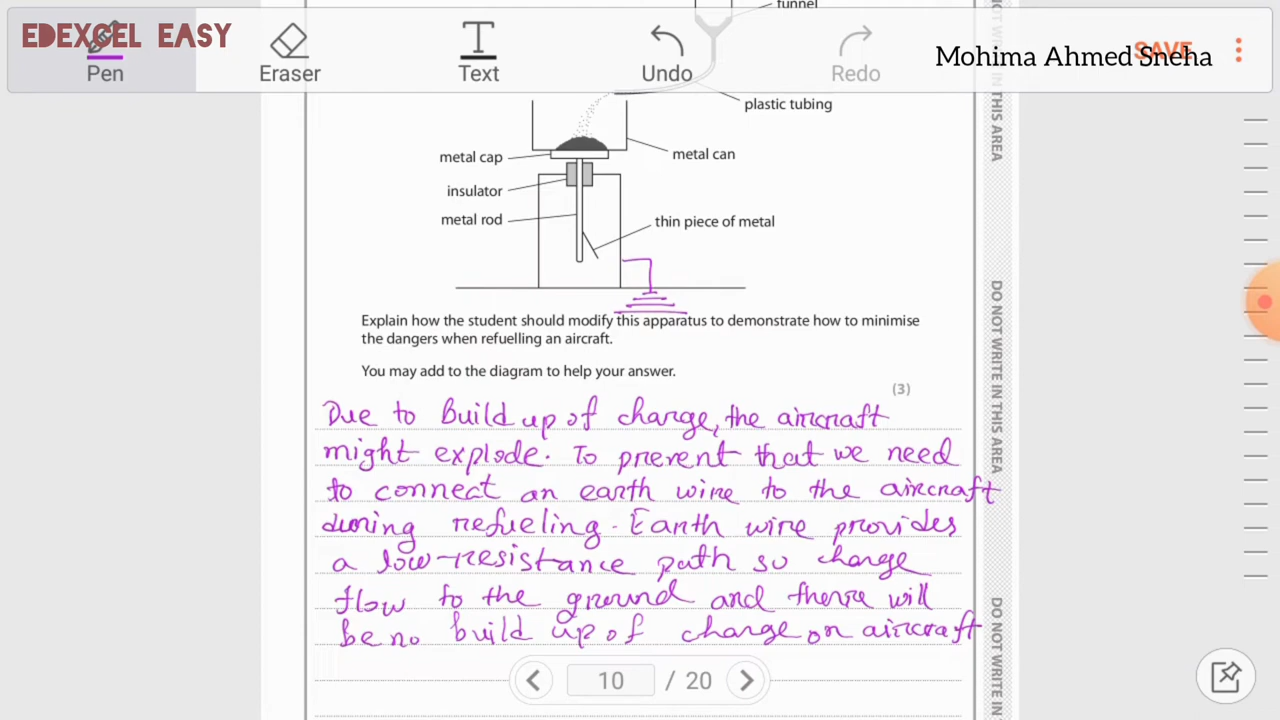 funnel
EDEXCEL EASY
Pen
Eraser
Text
Undo
Redo
SAVE
Mohima Ahmed Sneha
plastic tubing
metal cap
metal can
insulator
metal rod
thin piece of metal
Explain how the student should modify this apparatus to demonstrate how to minimise
the dangers when refuelling an aircraft.
You may add to the diagram to help your answer.
(3)
Due to build up of charge, the aircraft
might explode. To prevent that we need
to connect an earth wire to the aircraft
during refueling. Earth wire provides
a low-resistance path so charge
flow to the ground and there will
be no build up of charge on aircraft
10 / 20
IN THIS AREA
DO NOT WRITE IN THIS AREA
DO NOT WRITE IN